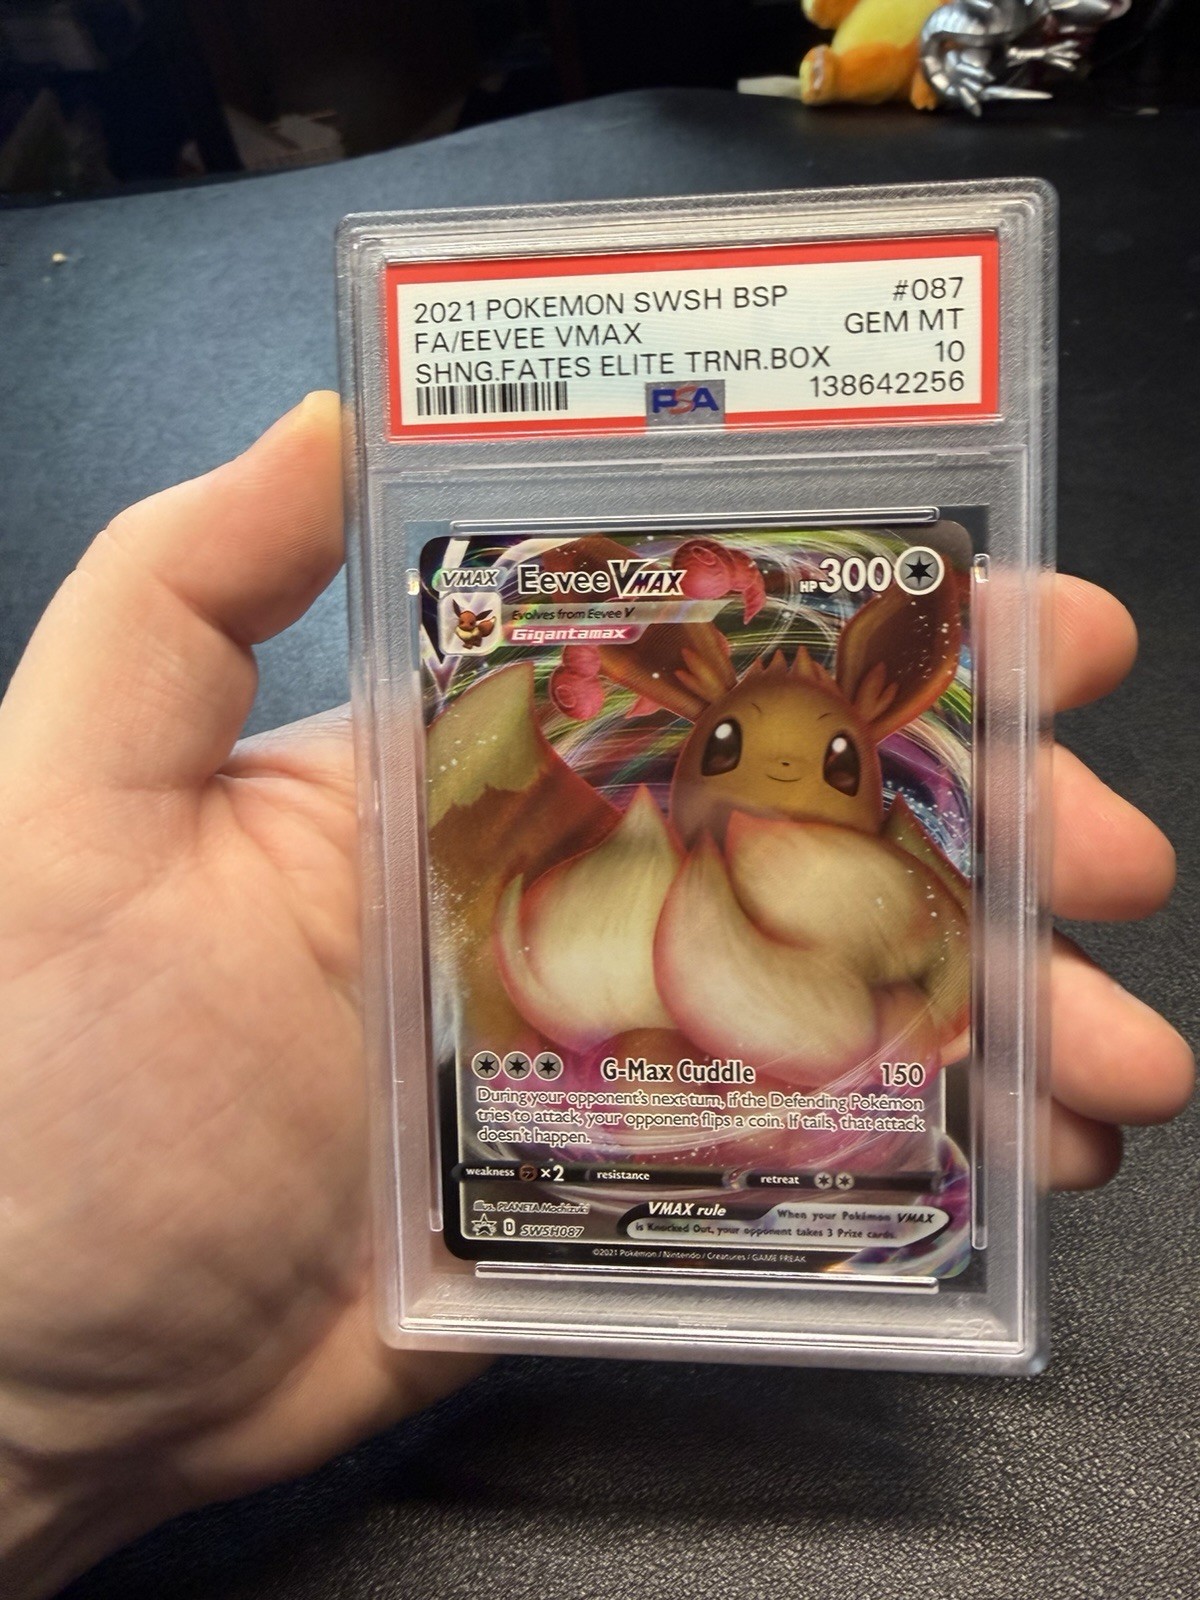 2021 POKEMON SWSH BSP #087
FA/EEVEE VMAX GEM MT
SHNG.FATES ELITE TRNR.BOX 10
PSA 138642256
VMAX Eevee VMAX HP 300
Evolves from Eevee V
Gigantamax
G-Max Cuddle 150
During your opponent's next turn, if the Defending Pokémon
tries to attack, your opponent flips a coin. If tails, that attack
doesn't happen.
weakness ×2 resistance retreat
Illus. PLANETA Mochizuki
VMAX rule When your Pokémon VMAX
is Knocked Out, your opponent takes 3 Prize cards.
D SWSH087
©2021 Pokémon / Nintendo / Creatures / GAME FREAK